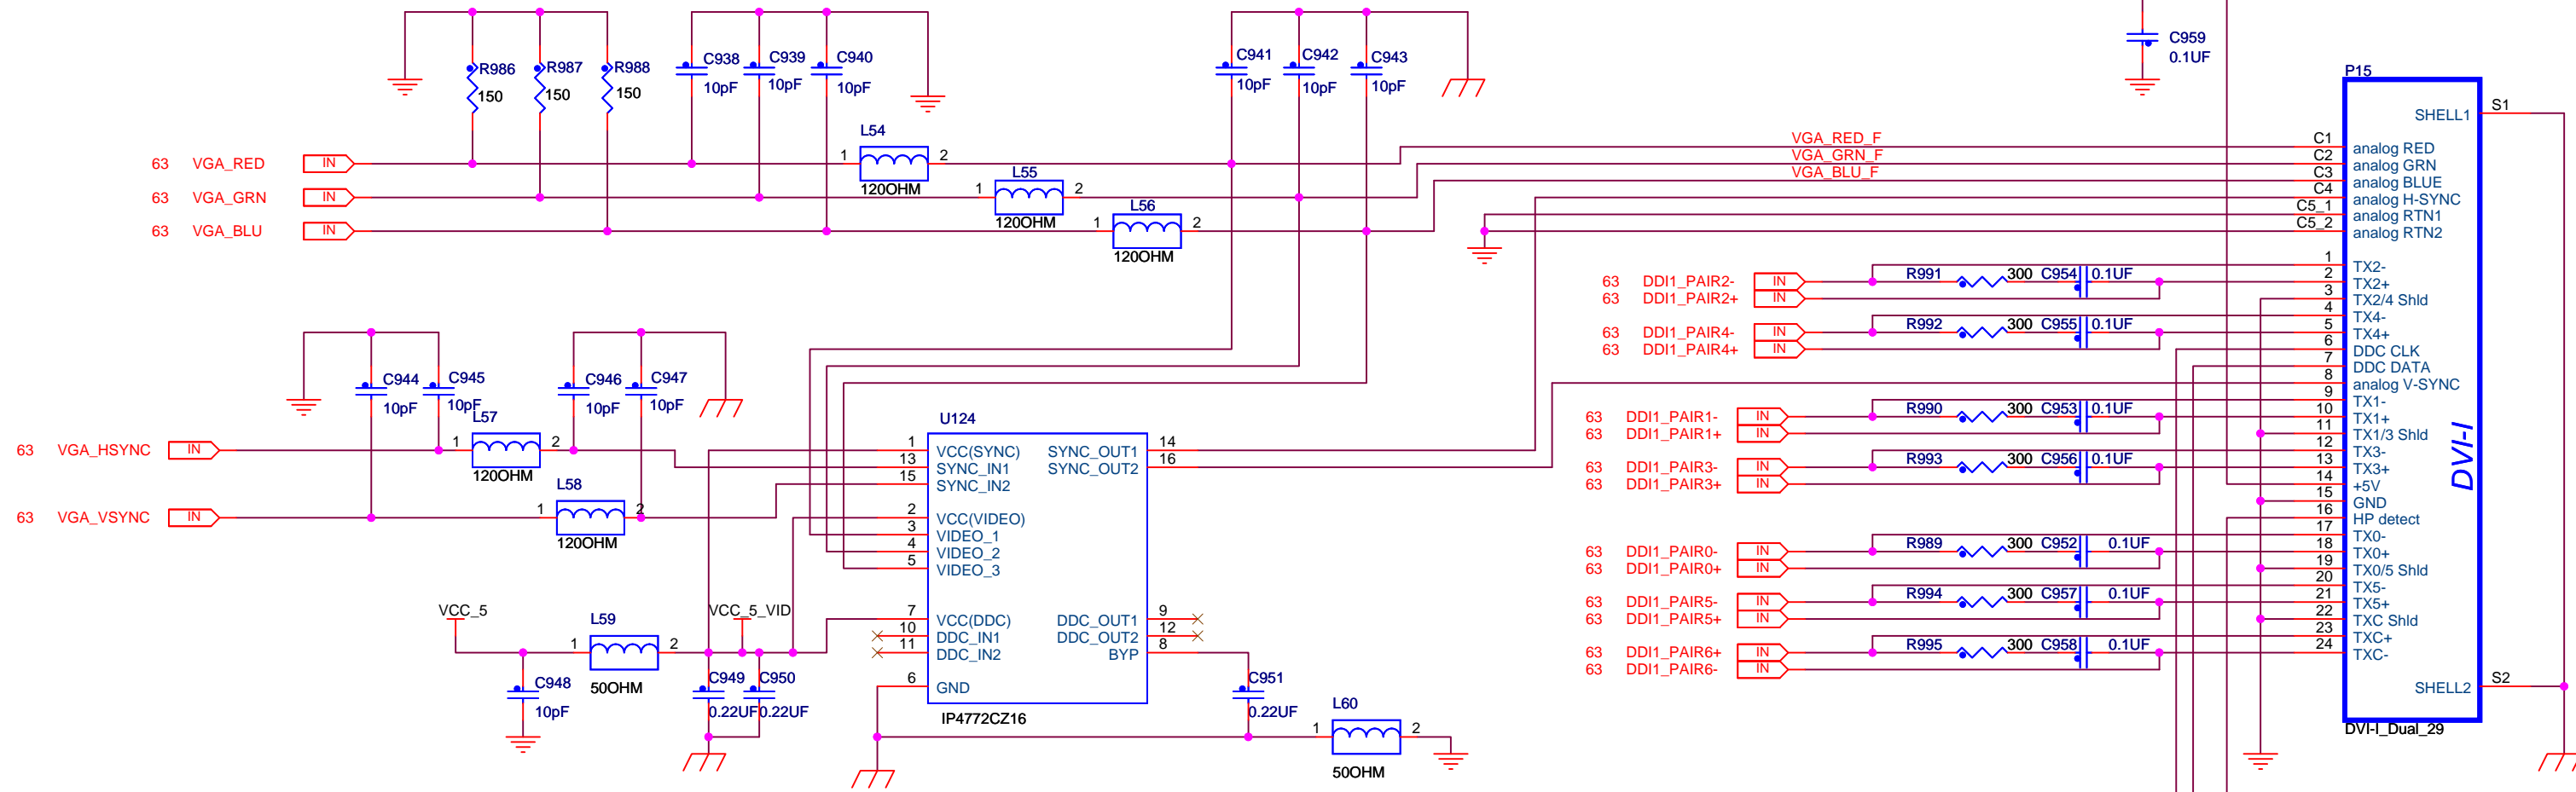 R986
150
R987
150
R988
150
C938
10pF
C939
10pF
C940
10pF
C941
10pF
C942
10pF
C943
10pF
C959
0.1UF
63 VGA_RED IN
63 VGA_GRN IN
63 VGA_BLU IN
L54
1 2
120OHM
L55
1 2
120OHM
L56
1 2
120OHM
VGA_RED_F
VGA_GRN_F
VGA_BLU_F
C944
10pF
C945
10pF
C946
10pF
C947
10pF
63 VGA_HSYNC IN
L57
1 2
120OHM
63 VGA_VSYNC IN
L58
1 2
120OHM
U124
1 VCC(SYNC)
13 SYNC_IN1
15 SYNC_IN2
2 VCC(VIDEO)
3 VIDEO_1
4 VIDEO_2
5 VIDEO_3
7 VCC(DDC)
10 DDC_IN1
11 DDC_IN2
6 GND
SYNC_OUT1 14
SYNC_OUT2 16
DDC_OUT1 9
DDC_OUT2 12
BYP 8
IP4772CZ16
VCC_5
VCC_5_VID
L59
1 2
50OHM
C948
10pF
C949
0.22UF
C950
0.22UF
C951
0.22UF
L60
1 2
50OHM
63 DDI1_PAIR2- IN
63 DDI1_PAIR2+ IN
R991 300 C954 0.1UF
63 DDI1_PAIR4- IN
63 DDI1_PAIR4+ IN
R992 300 C955 0.1UF
63 DDI1_PAIR1- IN
63 DDI1_PAIR1+ IN
R990 300 C953 0.1UF
63 DDI1_PAIR3- IN
63 DDI1_PAIR3+ IN
R993 300 C956 0.1UF
63 DDI1_PAIR0- IN
63 DDI1_PAIR0+ IN
R989 300 C952 0.1UF
63 DDI1_PAIR5- IN
63 DDI1_PAIR5+ IN
R994 300 C957 0.1UF
63 DDI1_PAIR6+ IN
63 DDI1_PAIR6- IN
R995 300 C958 0.1UF
P15
SHELL1 S1
C1 analog RED
C2 analog GRN
C3 analog BLUE
C4 analog H-SYNC
C5_1 analog RTN1
C5_2 analog RTN2
1 TX2-
2 TX2+
3 TX2/4 Shld
4 TX4-
5 TX4+
6 DDC CLK
7 DDC DATA
8 analog V-SYNC
9 TX1-
10 TX1+
11 TX1/3 Shld
12 TX3-
13 TX3+
14 +5V
15 GND
16 HP detect
17 TX0-
18 TX0+
19 TX0/5 Shld
20 TX5-
21 TX5+
22 TXC Shld
23 TXC+
24 TXC-
SHELL2 S2
DVI-I
DVI-I_Dual_29